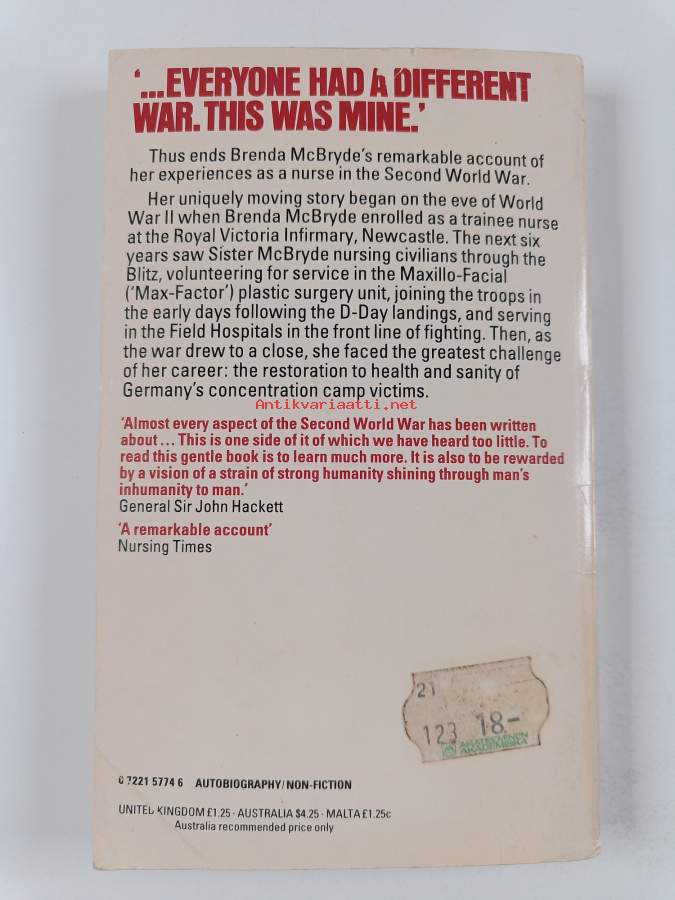 ‘...EVERYONE HAD A DIFFERENT
WAR. THIS WAS MINE.’
Thus ends Brenda McBryde’s remarkable account of
her experiences as a nurse in the Second World War.
Her uniquely moving story began on the eve of World
War II when Brenda McBryde enrolled as a trainee nurse
at the Royal Victoria Infirmary, Newcastle. The next six
years saw Sister McBryde nursing civilians through the
Blitz, volunteering for service in the Maxillo-Facial
(‘Max-Factor’) plastic surgery unit, joining the troops in
the early days following the D-Day landings, and serving
in the Field Hospitals in the front line of fighting. Then, as
the war drew to a close, she faced the greatest challenge
of her career: the restoration to health and sanity of
Germany’s concentration camp victims.
Antikvariaatti.net
‘Almost every aspect of the Second World War has been written
about... This is one side of it of which we have heard too little. To
read this gentle book is to learn much more. It is also to be rewarded
by a vision of a strain of strong humanity shining through man’s
inhumanity to man.’
General Sir John Hackett
‘A remarkable account’
Nursing Times
21
123 18-
AKATEEMINEN
AKADEMISKA
0 7221 5774 6 AUTOBIOGRAPHY/NON-FICTION
UNITED KINGDOM £1.25 · AUSTRALIA $4.25 · MALTA £1.25c
Australia recommended price only